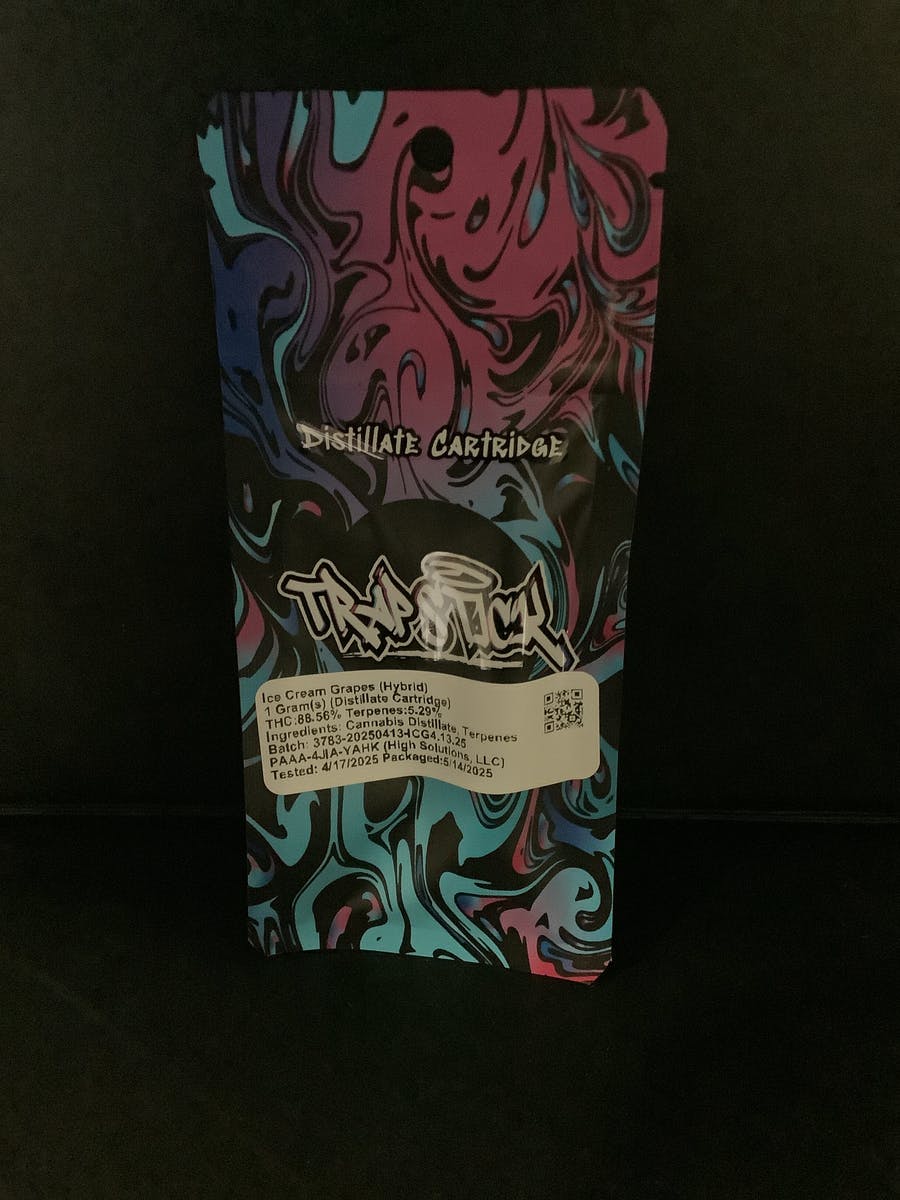 Distillate Cartridge
TRAP STOCK
Ice Cream Grapes (Hybrid)
1 Gram(s) (Distillate Cartridge)
THC:88.56% Terpenes:5.29%
Ingredients: Cannabis Distillate, Terpenes
Batch: 3783-20250413-ICG4.13.25
PAAA-4JIA-YAHK (High Solutions, LLC)
Tested: 4/17/2025 Packaged:5/14/2025